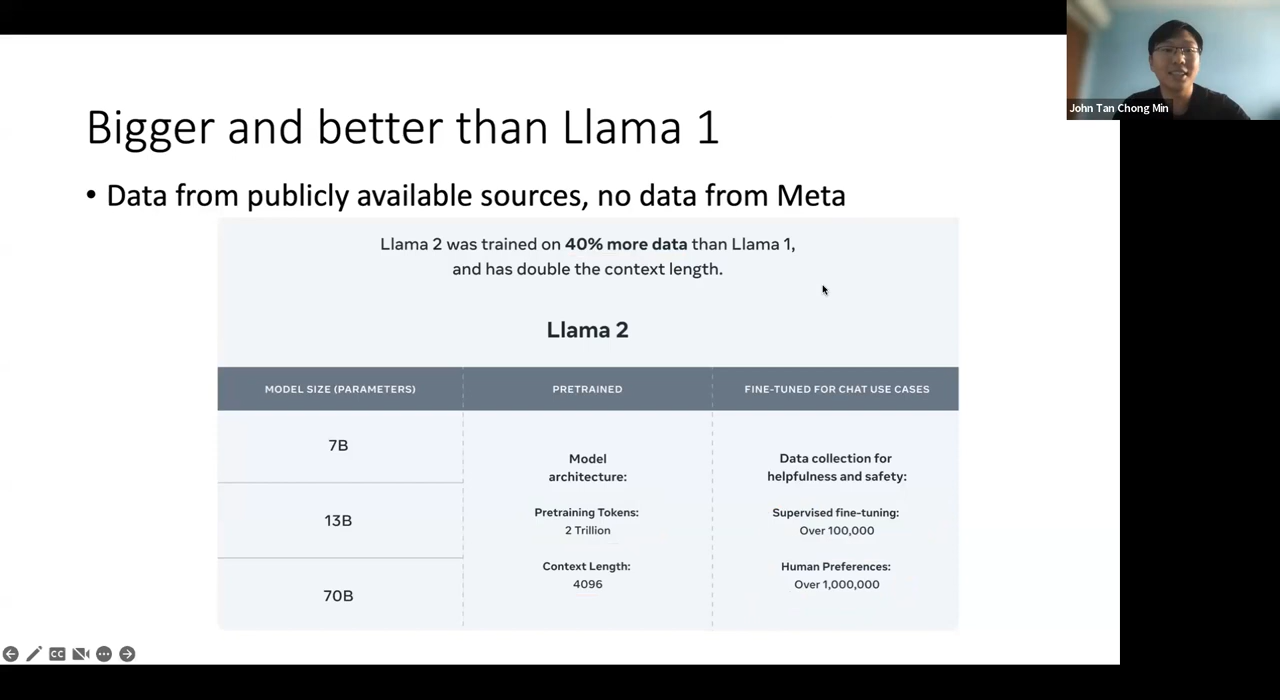 John Tan Chong Min
Bigger and better than Llama 1
• Data from publicly available sources, no data from Meta
Llama 2 was trained on 40% more data than Llama 1,
and has double the context length.
Llama 2
MODEL SIZE (PARAMETERS)
PRETRAINED
FINE-TUNED FOR CHAT USE CASES
7B
13B
70B
Model
architecture:
Pretraining Tokens:
2 Trillion
Context Length:
4096
Data collection for
helpfulness and safety:
Supervised fine-tuning:
Over 100,000
Human Preferences:
Over 1,000,000
CC